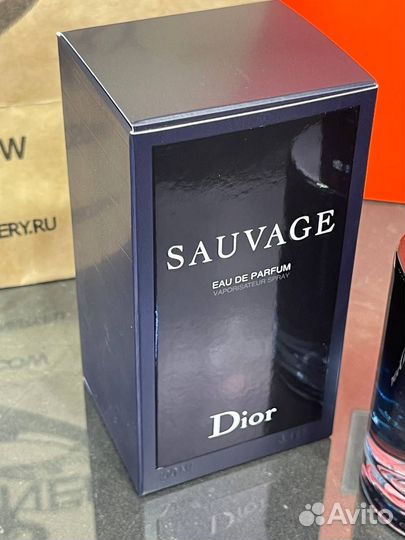 W
ERY.RU
SAUVAGE
EAU DE PARFUM
VAPORISATEUR SPRAY
Dior
Avito